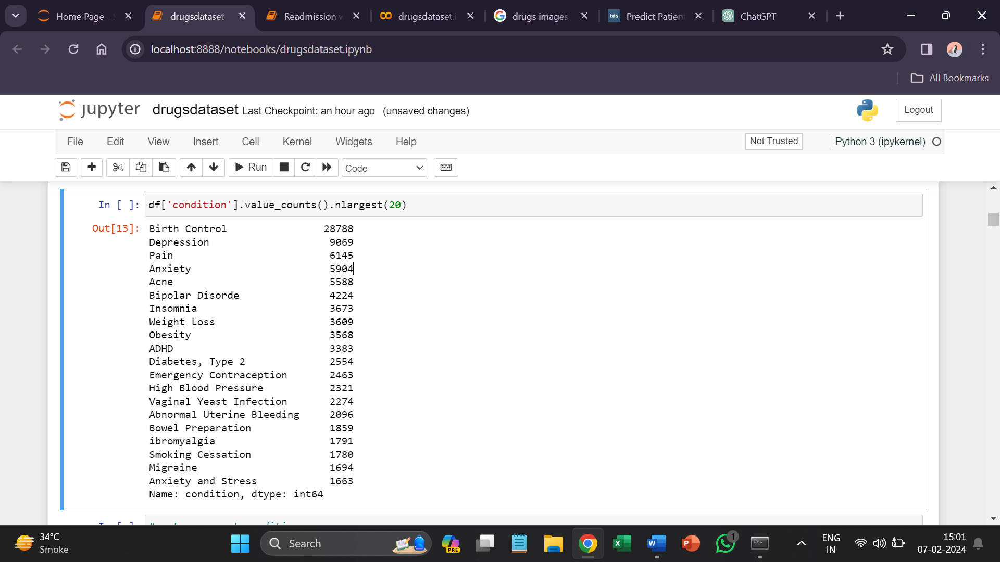 Home Page - S
drugsdataset -
Readmission w
drugsdataset.i
drugs images
tds
Predict Patien
ChatGPT
localhost:8888/notebooks/drugsdataset.ipynb
All Bookmarks
jupyter drugsdataset Last Checkpoint: an hour ago (unsaved changes)
Logout
File Edit View Insert Cell Kernel Widgets Help
Not Trusted
Python 3 (ipykernel)
Run
Code
In [ ]: df['condition'].value_counts().nlargest(20)
Out[13]: Birth Control 28788
Depression 9069
Pain 6145
Anxiety 5904
Acne 5588
Bipolar Disorde 4224
Insomnia 3673
Weight Loss 3609
Obesity 3568
ADHD 3383
Diabetes, Type 2 2554
Emergency Contraception 2463
High Blood Pressure 2321
Vaginal Yeast Infection 2274
Abnormal Uterine Bleeding 2096
Bowel Preparation 1859
ibromyalgia 1791
Smoking Cessation 1780
Migraine 1694
Anxiety and Stress 1663
Name: condition, dtype: int64
34°C
Smoke
Search
PRE
1
ENG
IN
15:01
07-02-2024